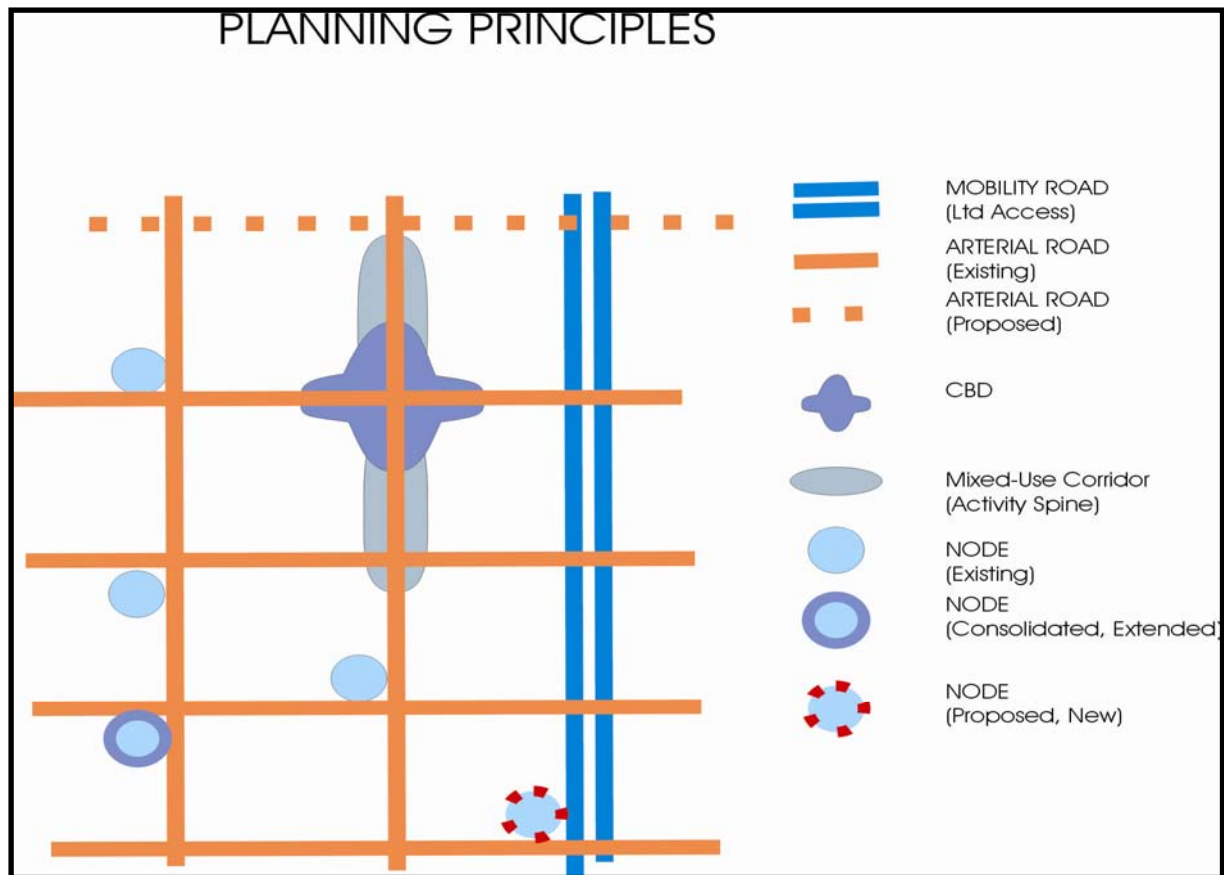 PLANNING PRINCIPLES
MOBILITY ROAD
(Ltd Access)
ARTERIAL ROAD
(Existing)
ARTERIAL ROAD
(Proposed)
CBD
Mixed-Use Corridor
(Activity Spine)
NODE
(Existing)
NODE
(Consolidated, Extended)
NODE
(Proposed, New)